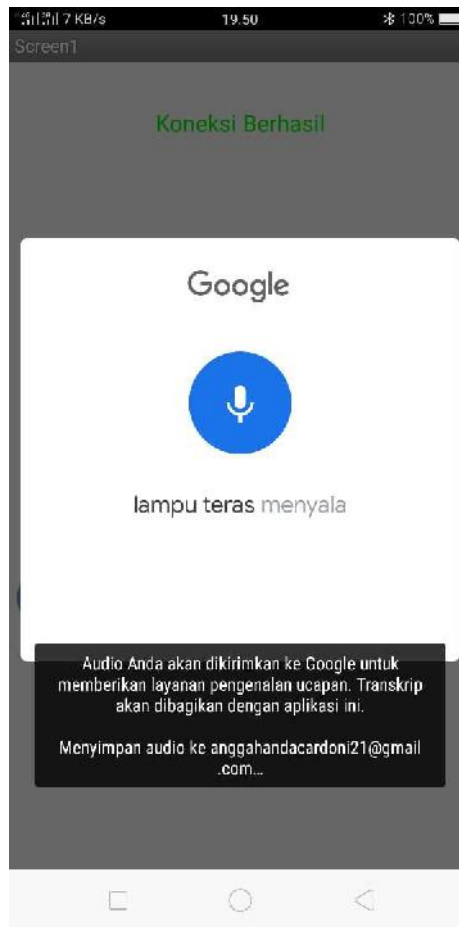 7 KB/s 19.50 100%
Screen1
Koneksi Berhasil
Google
lampu teras menyala
Audio Anda akan dikirimkan ke Google untuk
memberikan layanan pengenalan ucapan. Transkrip
akan dibagikan dengan aplikasi ini.
Menyimpan audio ke anggahandacardoni21@gmail
.com...